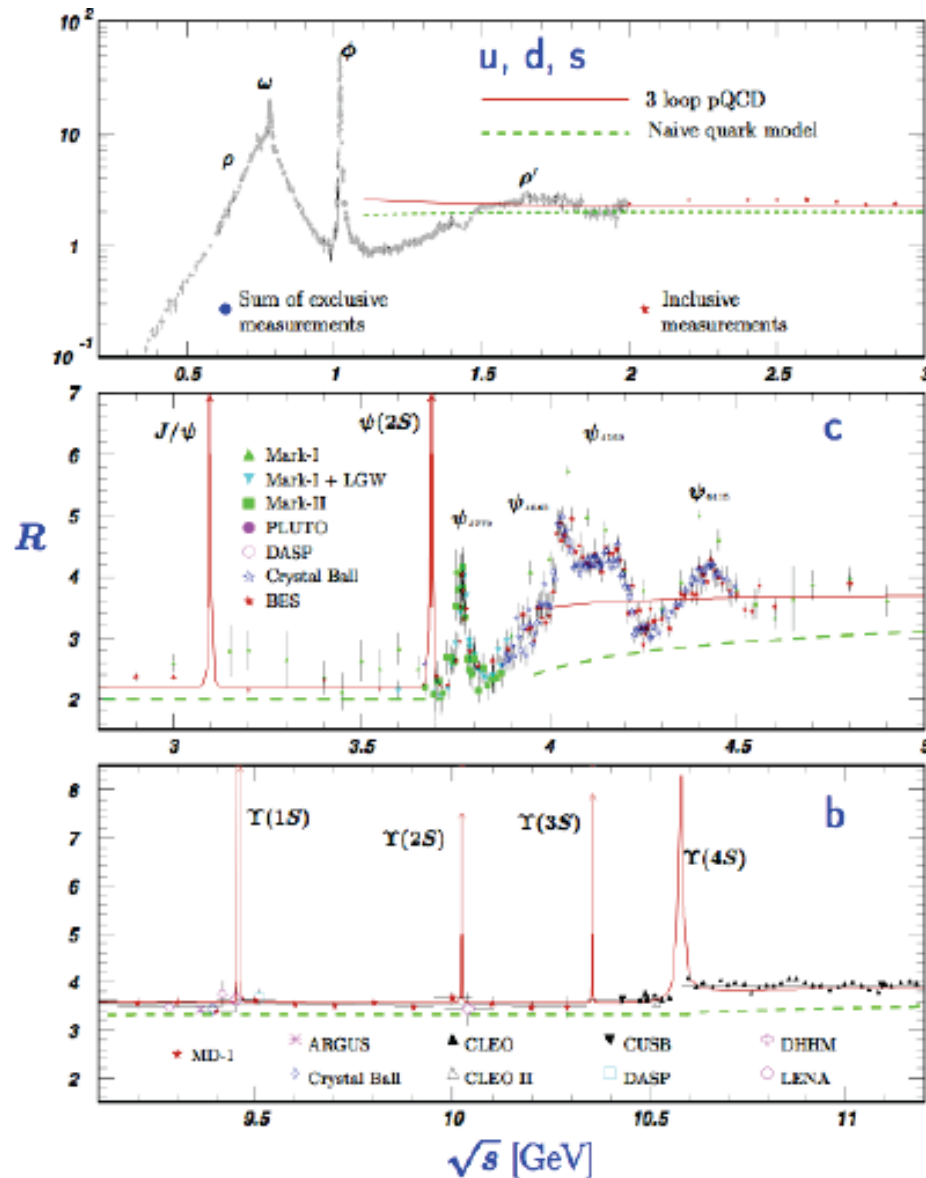 10²
ϕ
u, d, s
ω
3 loop pQCD
10
Naive quark model
ρ
ρ′
1
Sum of exclusive
measurements
Inclusive
measurements
10⁻¹
0.5 1 1.5 2 2.5 3
7
J/ψ
ψ(2S)
c
Mark-I
6
Mark-I + LGW
Mark-II
PLUTO
R
5
DASP
Crystal Ball
BES
4
3
2
3 3.5 4 4.5 5
8
ϒ(1S)
ϒ(2S)
ϒ(3S)
b
ϒ(4S)
7
6
5
4
3
MD-1
ARGUS CLEO CUSB DHHM
Crystal Ball CLEO II DASP LENA
2
9.5 10 10.5 11
√s [GeV]